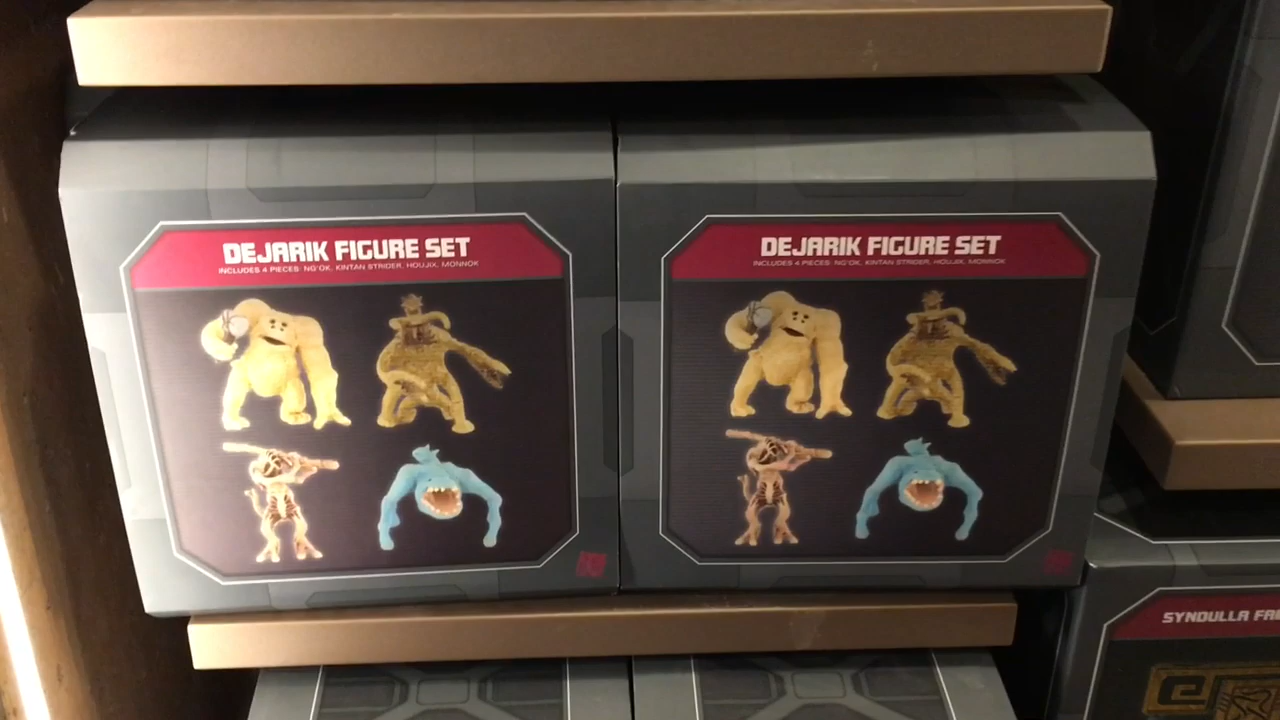 DEJARIK FIGURE SET
INCLUDES 4 PIECES: NG'OK, KINTAN STRIDER, HOUJIX, MONNOK
DEJARIK FIGURE SET
INCLUDES 4 PIECES: NG'OK, KINTAN STRIDER, HOUJIX, MONNOK
SYNDULLA FA